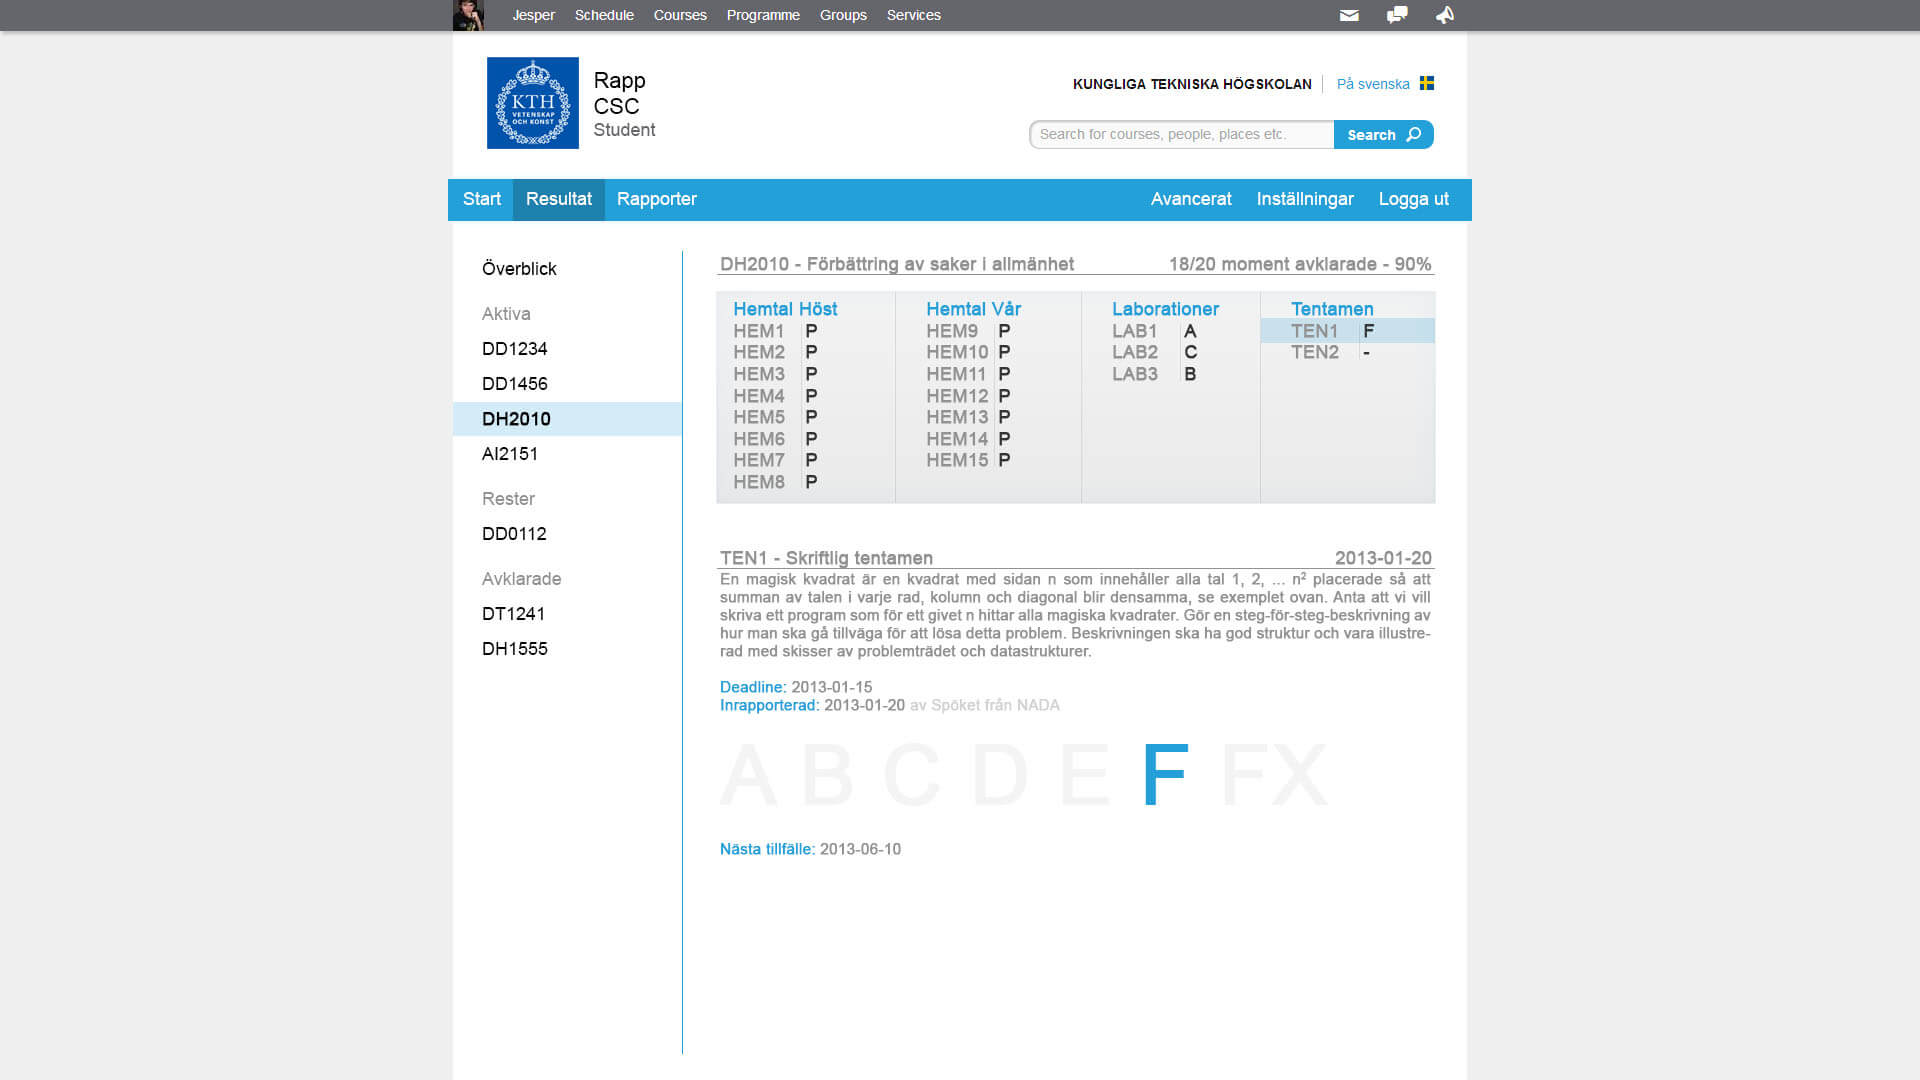 Jesper Schedule Courses Programme Groups Services
KTH
VETENSKAP
OCH KONST
Rapp
CSC
Student
KUNGLIGA TEKNISKA HÖGSKOLAN På svenska
Search for courses, people, places etc. Search
Start Resultat Rapporter Avancerat Inställningar Logga ut
Överblick
Aktiva
DD1234
DD1456
DH2010
AI2151
Rester
DD0112
Avklarade
DT1241
DH1555
DH2010 - Förbättring av saker i allmänhet 18/20 moment avklarade - 90%
Hemtal Höst
HEM1 P
HEM2 P
HEM3 P
HEM4 P
HEM5 P
HEM6 P
HEM7 P
HEM8 P
Hemtal Vår
HEM9 P
HEM10 P
HEM11 P
HEM12 P
HEM13 P
HEM14 P
HEM15 P
Laborationer
LAB1 A
LAB2 C
LAB3 B
Tentamen
TEN1 F
TEN2 -
TEN1 - Skriftlig tentamen 2013-01-20
En magisk kvadrat är en kvadrat med sidan n som innehåller alla tal 1, 2, ... n² placerade så att
summan av talen i varje rad, kolumn och diagonal blir densamma, se exemplet ovan. Anta att vi vill
skriva ett program som för ett givet n hittar alla magiska kvadrater. Gör en steg-för-steg-beskrivning av
hur man ska gå tillväga för att lösa detta problem. Beskrivningen ska ha god struktur och vara illustre-
rad med skisser av problemträdet och datastrukturer.
Deadline: 2013-01-15
Inrapporterad: 2013-01-20 av Spöket från NADA
A B C D E F FX
Nästa tillfälle: 2013-06-10